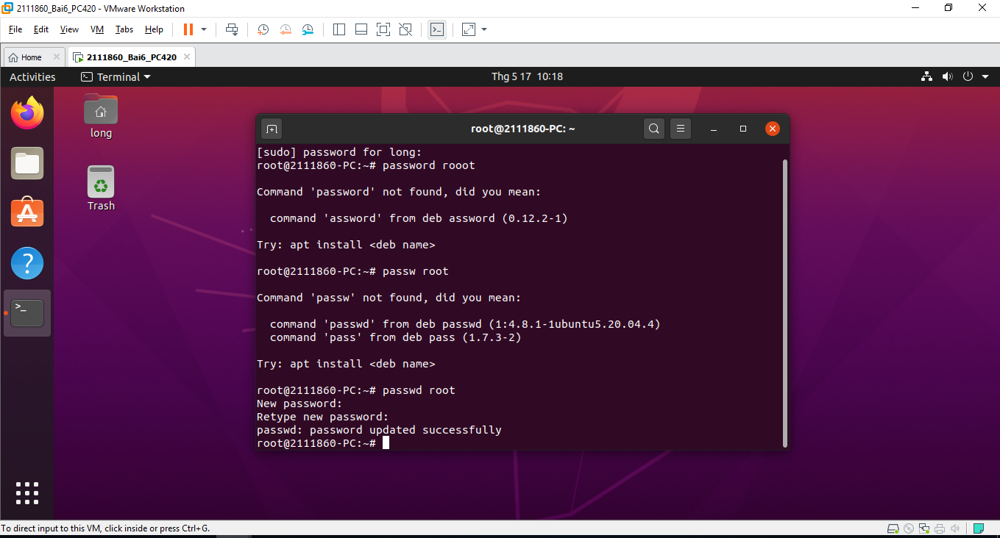 2111860_Bai6_PC420 - VMware Workstation
File Edit View VM Tabs Help
Home 2111860_Bai6_PC420
Activities Terminal Thg 5 17 10:18
long
Trash
root@2111860-PC: ~
[sudo] password for long:
root@2111860-PC:~# password rooot
Command 'password' not found, did you mean:
command 'assword' from deb assword (0.12.2-1)
Try: apt install <deb name>
root@2111860-PC:~# passw root
Command 'passw' not found, did you mean:
command 'passwd' from deb passwd (1:4.8.1-1ubuntu5.20.04.4)
command 'pass' from deb pass (1.7.3-2)
Try: apt install <deb name>
root@2111860-PC:~# passwd root
New password:
Retype new password:
passwd: password updated successfully
root@2111860-PC:~#
To direct input to this VM, click inside or press Ctrl+G.